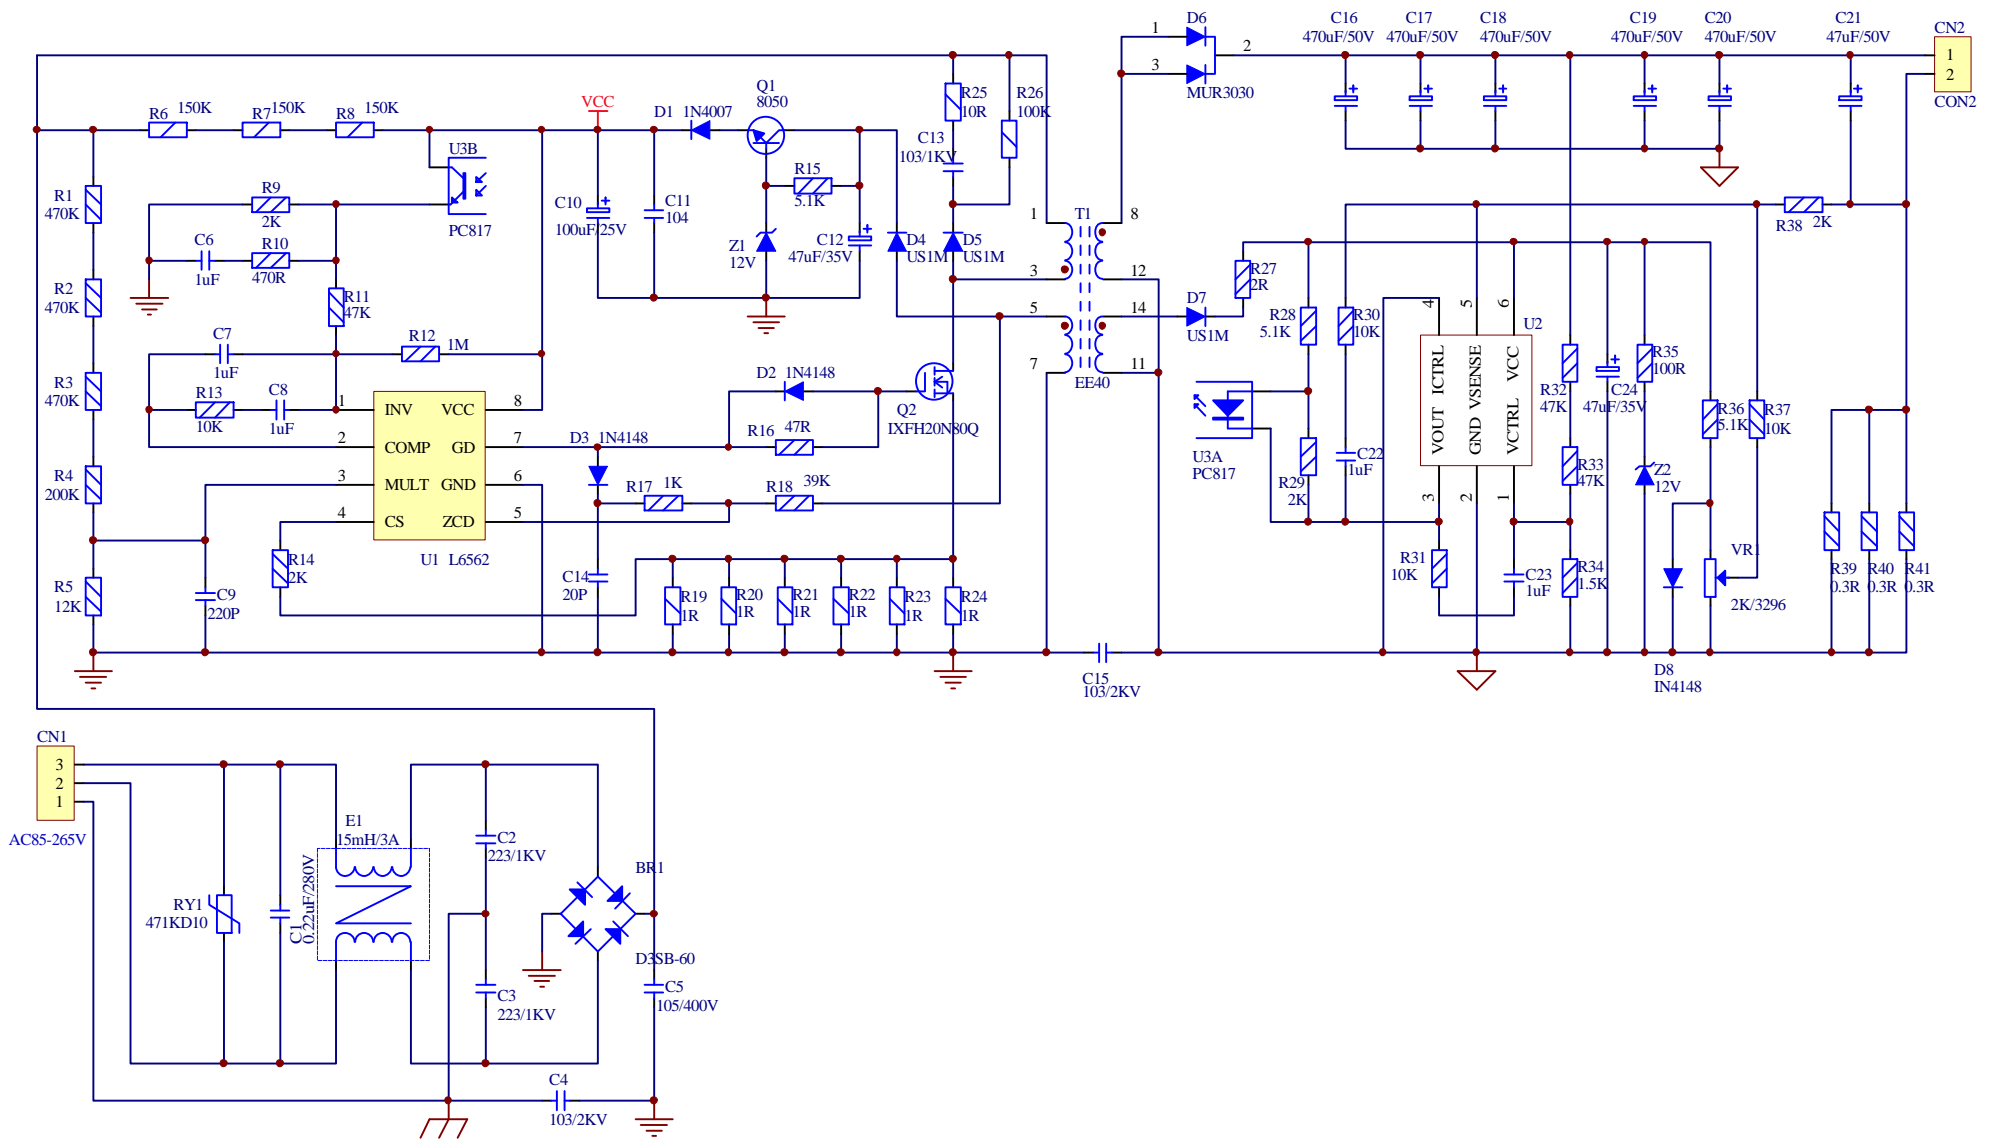 D6
1
3
2
MUR3030
C16
470uF/50V
C17
470uF/50V
C18
470uF/50V
C19
470uF/50V
C20
470uF/50V
C21
47uF/50V
CN2
1
2
CON2
R6
150K
R7
150K
R8
150K
VCC
D1
1N4007
Q1
8050
R25
10R
R26
100K
C13
103/1KV
U3B
PC817
R1
470K
R9
2K
C6
1uF
R10
470R
C10
100uF/25V
C11
104
R15
5.1K
Z1
12V
C12
47uF/35V
D4
US1M
D5
US1M
T1
1
8
3
12
5
14
7
11
EE40
R38
2K
R2
470K
R11
47K
C7
1uF
R12
1M
D7
US1M
R27
2R
R28
5.1K
R30
10K
4
5
6
U2
VOUT
ICTRL
GND
VSENSE
VCTRL
VCC
3
2
1
R3
470K
R13
10K
C8
1uF
1
INV
VCC
8
2
COMP
GD
7
3
MULT
GND
6
4
CS
ZCD
5
U1
L6562
D2
1N4148
R16
47R
Q2
IXFH20N80Q
D3
1N4148
R17
1K
R18
39K
U3A
PC817
R29
2K
C22
1uF
R32
47K
C24
47uF/35V
R35
100R
R36
5.1K
R37
10K
R33
47K
Z2
12V
R4
200K
R5
12K
C9
220P
R14
2K
C14
20P
R19
1R
R20
1R
R21
1R
R22
1R
R23
1R
R24
1R
C15
103/2KV
R31
10K
C23
1uF
R34
1.5K
VR1
2K/3296
R39
0.3R
R40
0.3R
R41
0.3R
D8
IN4148
CN1
3
2
1
AC85-265V
RY1
471KD10
C1
0.22uF/280V
E1
15mH/3A
C2
223/1KV
C3
223/1KV
BR1
D3SB-60
C5
105/400V
C4
103/2KV